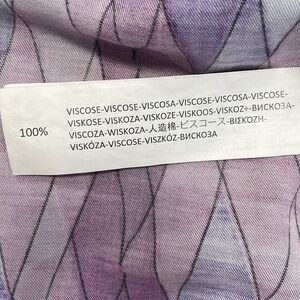 VISCOSE-VISCOSE-VISCOSA-VISCOSE-VISCOSA-VISCOSE-
VISKOSE-VISKOZA-VISKOZE-VISKOOS-VISKOZ÷-ВИСКОЗА-
100%
VISCOZA-WISKOZA-人造棉-ビスコース-ΒΙΣΚΟΖΗ-
VISKÓZA-VISCOSE-VISZKÓZ-ВИСКОЗА